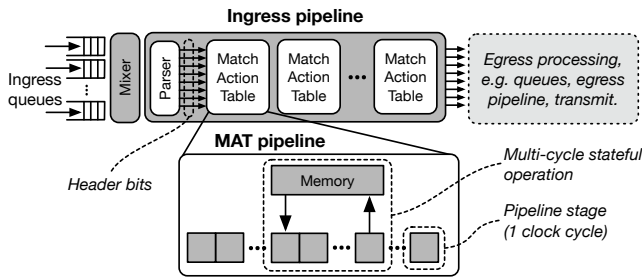 Ingress pipeline
Ingress
queues
Mixer
Parser
Match
Action
Table
Match
Action
Table
Match
Action
Table
Egress processing,
e.g. queues, egress
pipeline, transmit.
Header bits
MAT pipeline
Memory
Multi-cycle stateful
operation
Pipeline stage
(1 clock cycle)